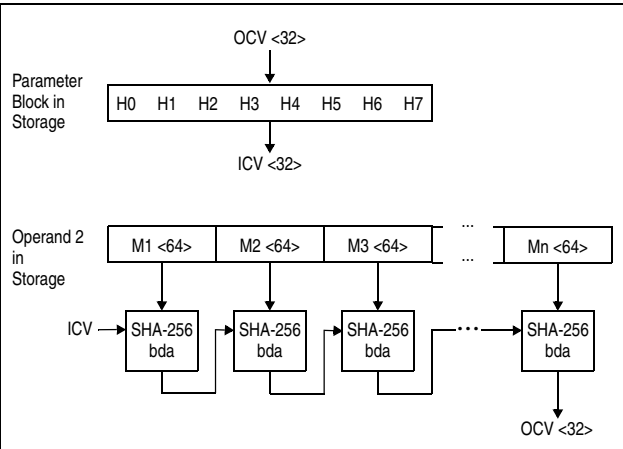 OCV <32>
Parameter
Block in
Storage
H0 H1 H2 H3 H4 H5 H6 H7
ICV <32>
Operand 2
in
Storage
M1 <64> M2 <64> M3 <64> ... ... Mn <64>
ICV
SHA-256
bda
SHA-256
bda
SHA-256
bda
...
SHA-256
bda
OCV <32>